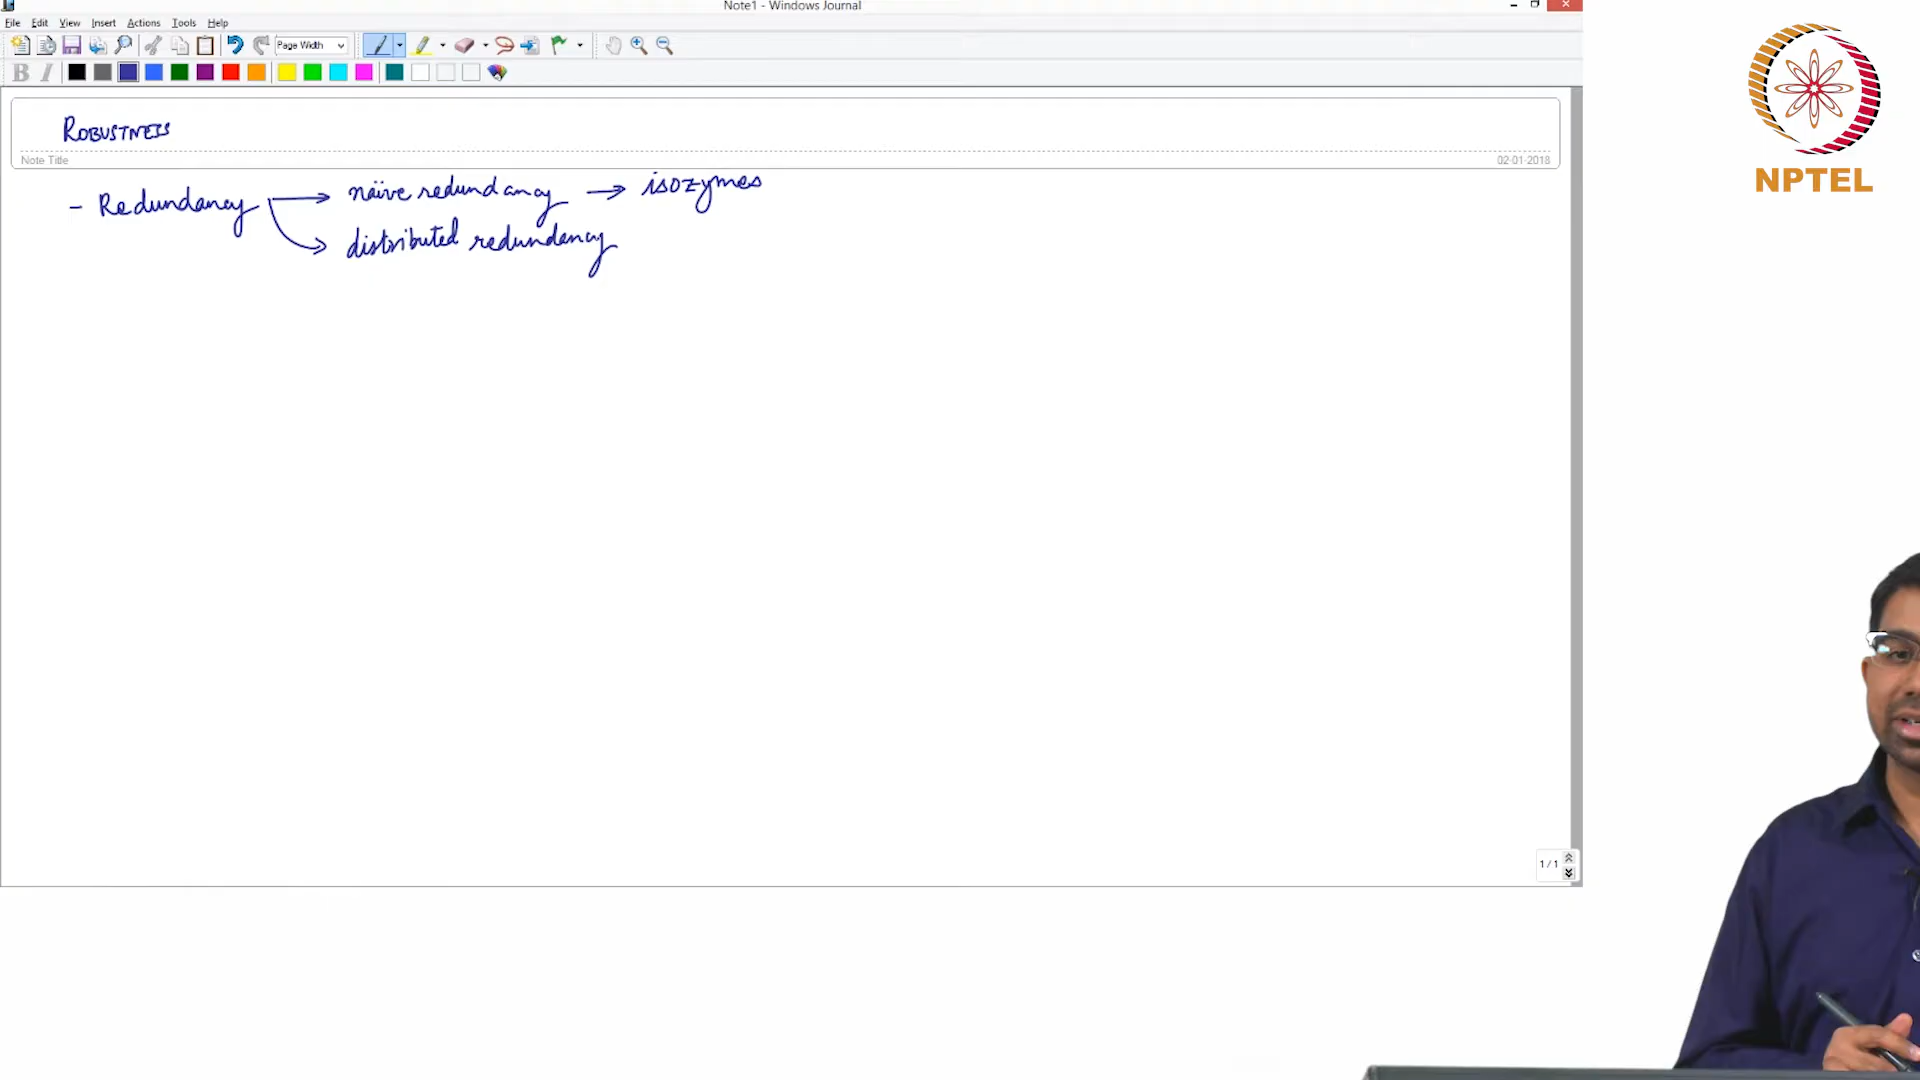 Note1 - Windows Journal
File Edit View Insert Actions Tools Help
Page Width
B I
ROBUSTNESS
Note Title
02-01-2018
- Redundancy → naïve redundancy → isozymes
→ distributed redundancy
1 / 1
NPTEL